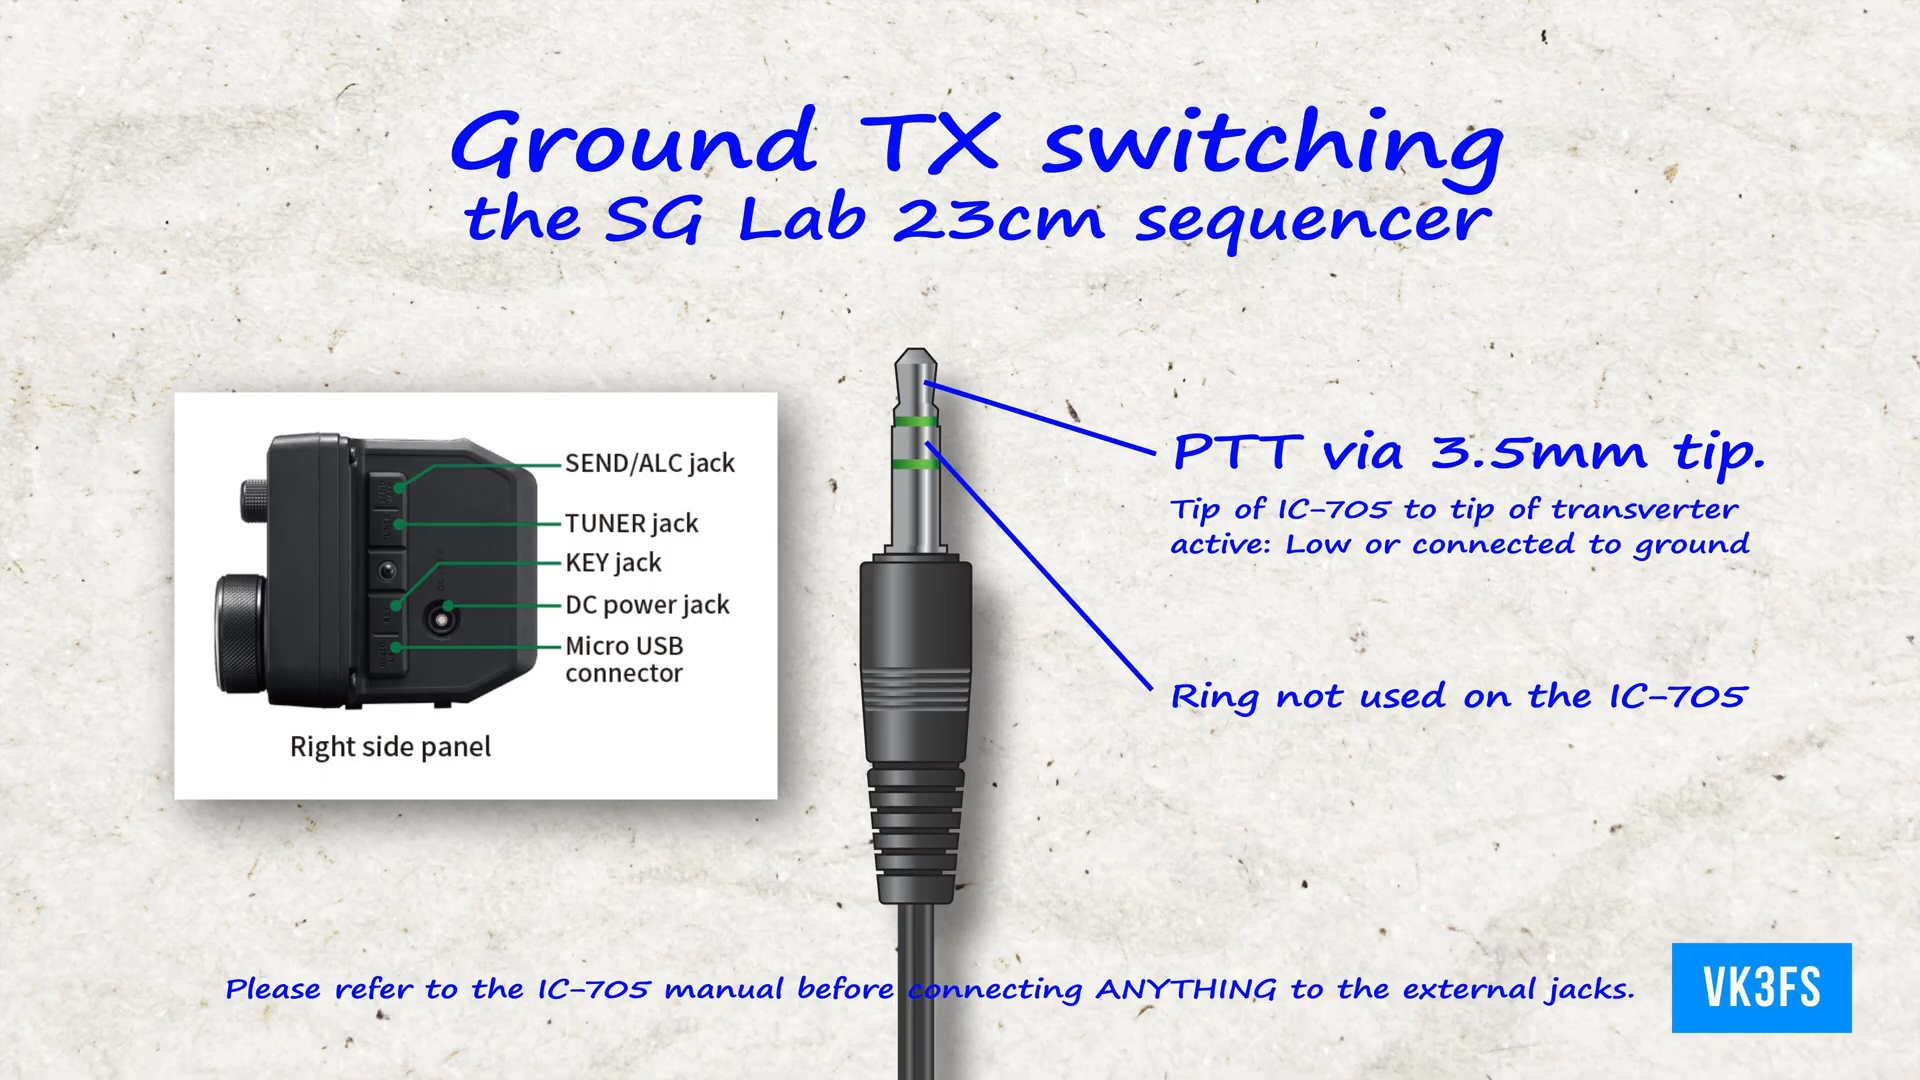 Ground TX switching
the SG Lab 23cm sequencer
SEND/ALC jack
TUNER jack
KEY jack
DC power jack
Micro USB
connector
Right side panel
PTT via 3.5mm tip.
Tip of IC-705 to tip of transverter
active: Low or connected to ground
Ring not used on the IC-705
Please refer to the IC-705 manual before connecting ANYTHING to the external jacks.
VK3FS